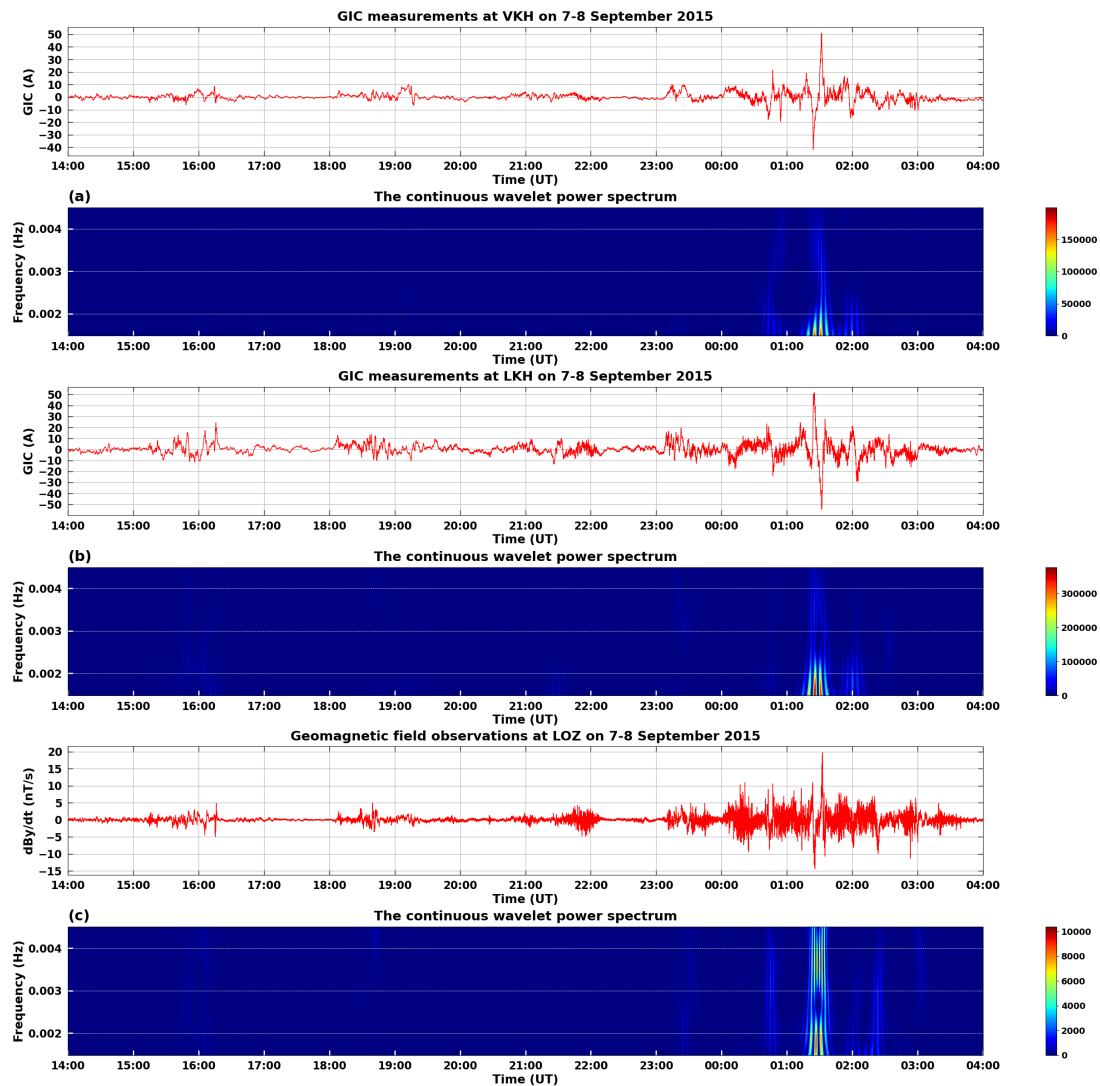 GIC measurements at VKH on 7-8 September 2015
GIC (A)
50
40
30
20
10
0
−10
−20
−30
−40
14:00 15:00 16:00 17:00 18:00 19:00 20:00 21:00 22:00 23:00 00:00 01:00 02:00 03:00 04:00
Time (UT)
(a) The continuous wavelet power spectrum
Frequency (Hz)
0.004
0.003
0.002
150000
100000
50000
0
14:00 15:00 16:00 17:00 18:00 19:00 20:00 21:00 22:00 23:00 00:00 01:00 02:00 03:00 04:00
Time (UT)
GIC measurements at LKH on 7-8 September 2015
GIC (A)
50
40
30
20
10
0
−10
−20
−30
−40
−50
14:00 15:00 16:00 17:00 18:00 19:00 20:00 21:00 22:00 23:00 00:00 01:00 02:00 03:00 04:00
Time (UT)
(b) The continuous wavelet power spectrum
Frequency (Hz)
0.004
0.003
0.002
300000
200000
100000
0
14:00 15:00 16:00 17:00 18:00 19:00 20:00 21:00 22:00 23:00 00:00 01:00 02:00 03:00 04:00
Time (UT)
Geomagnetic field observations at LOZ on 7-8 September 2015
dBy/dt (nT/s)
20
15
10
5
0
−5
−10
−15
14:00 15:00 16:00 17:00 18:00 19:00 20:00 21:00 22:00 23:00 00:00 01:00 02:00 03:00 04:00
Time (UT)
(c) The continuous wavelet power spectrum
Frequency (Hz)
0.004
0.003
0.002
10000
8000
6000
4000
2000
0
14:00 15:00 16:00 17:00 18:00 19:00 20:00 21:00 22:00 23:00 00:00 01:00 02:00 03:00 04:00
Time (UT)